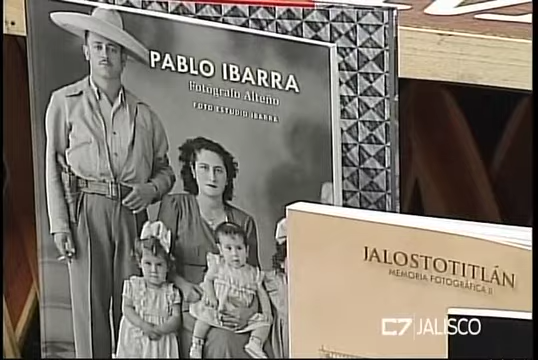 PABLO IBARRA
Fotógrafo Alteño
FOTO ESTUDIO IBARRA
JALOSTOTITLÁN
MEMORIA FOTOGRÁFICA II
C7 JALISCO